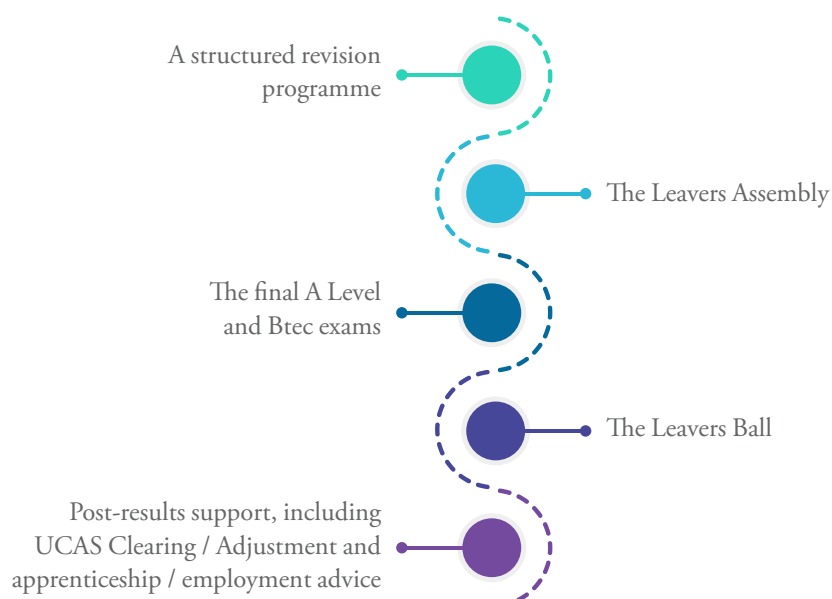 A structured revision
programme
The Leavers Assembly
The final A Level
and Btec exams
The Leavers Ball
Post-results support, including
UCAS Clearing / Adjustment and
apprenticeship / employment advice